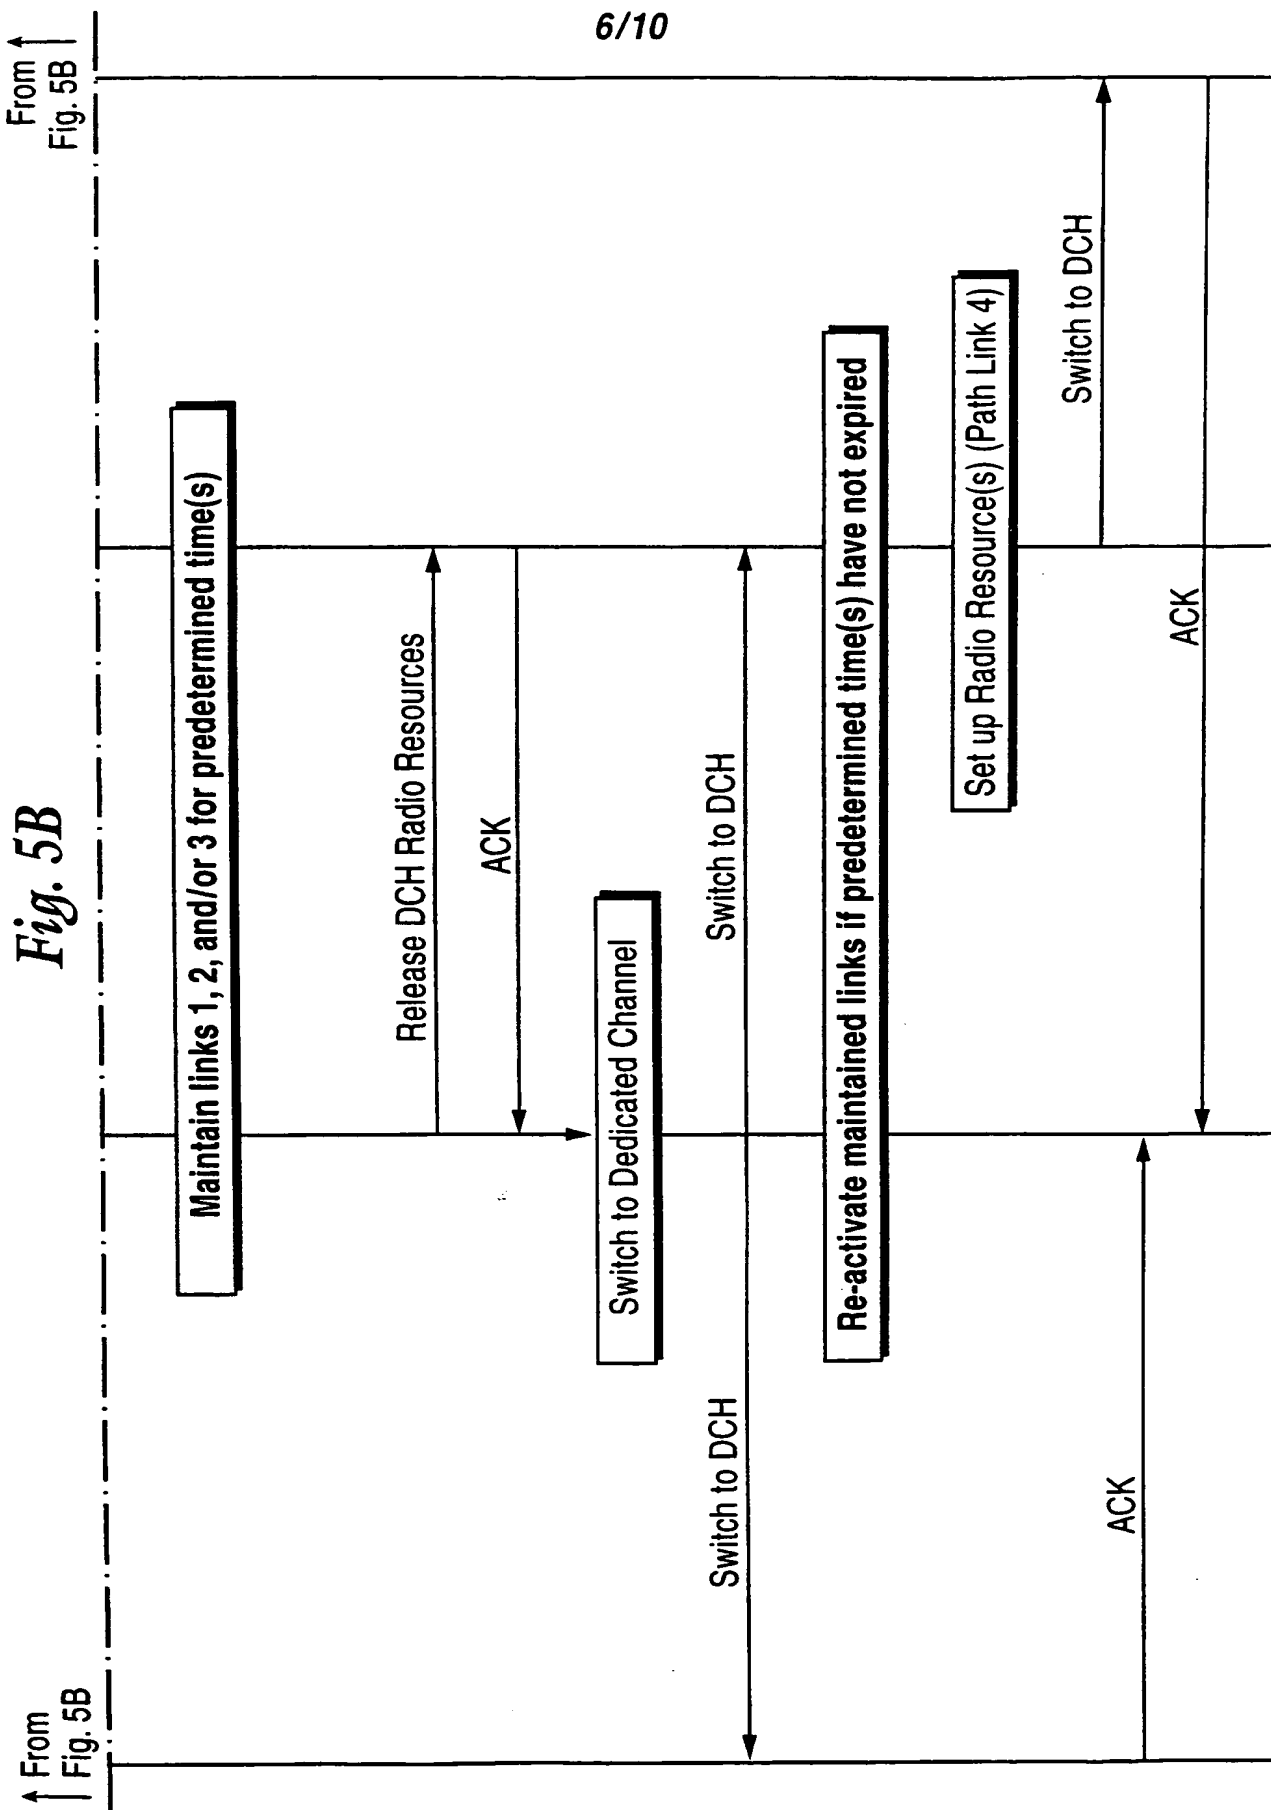 6/10
Fig. 5B
From
Fig. 5B
From
Fig. 5B
Maintain links 1, 2, and/or 3 for predetermined time(s)
Release DCH Radio Resources
ACK
Switch to Dedicated Channel
Switch to DCH
Switch to DCH
Re-activate maintained links if predetermined time(s) have not expired
Set up Radio Resource(s) (Path Link 4)
Switch to DCH
ACK
ACK